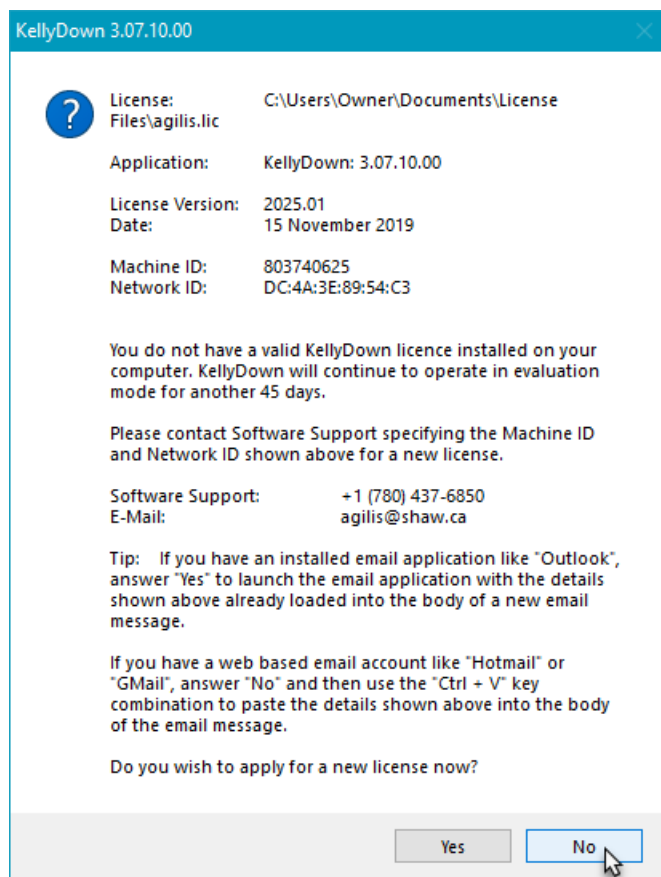 KellyDown 3.07.10.00
License: C:\Users\Owner\Documents\License
Files\agilis.lic
Application: KellyDown: 3.07.10.00
License Version: 2025.01
Date: 15 November 2019
Machine ID: 803740625
Network ID: DC:4A:3E:89:54:C3
You do not have a valid KellyDown licence installed on your
computer. KellyDown will continue to operate in evaluation
mode for another 45 days.
Please contact Software Support specifying the Machine ID
and Network ID shown above for a new license.
Software Support: +1 (780) 437-6850
E-Mail: agilis@shaw.ca
Tip: If you have an installed email application like "Outlook",
answer "Yes" to launch the email application with the details
shown above already loaded into the body of a new email
message.
If you have a web based email account like "Hotmail" or
"GMail", answer "No" and then use the "Ctrl + V" key
combination to paste the details shown above into the body
of the email message.
Do you wish to apply for a new license now?
Yes No